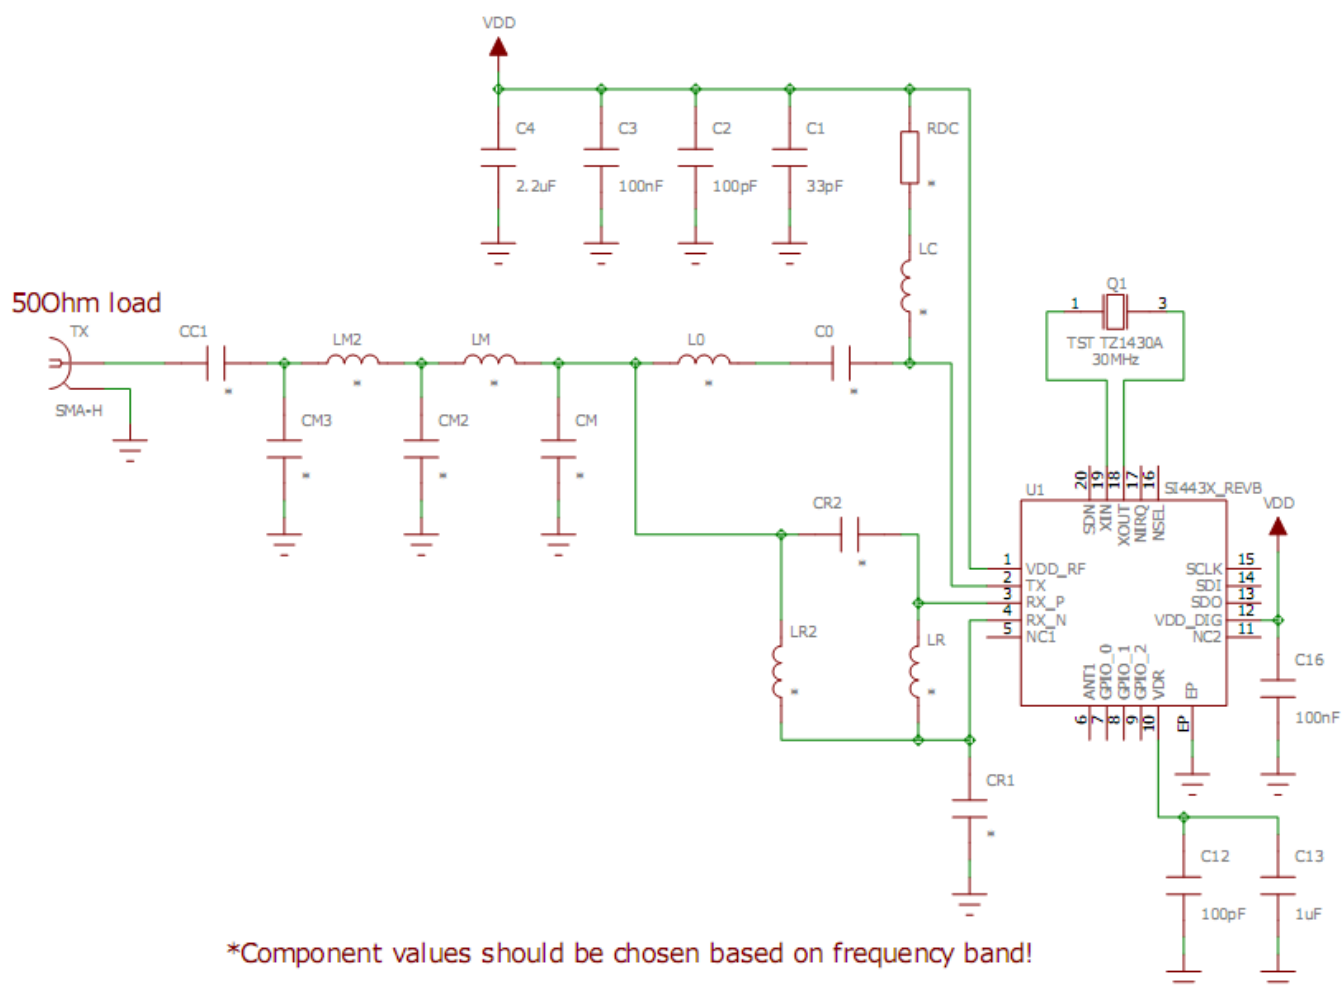 VDD
C4
C3
C2
C1
RDC
2.2uF
100nF
100pF
33pF
*
LC
*
50Ohm load
TX
CC1
LM2
LM
L0
C0
*
*
*
*
*
SMA-H
CM3
CM2
CM
*
*
*
Q1
1
3
TST TZ1430A
30MHz
CR2
*
U1
SI443X_REVB
20
19
18
17
16
SDN
XIN
XOUT
NIRQ
NSEL
VDD
1
VDD_RF
2
TX
3
RX_P
4
RX_N
5
NC1
SCLK
15
SDI
14
SDO
13
VDD_DIG
12
NC2
11
ANT1
GPIO_0
GPIO_1
GPIO_2
VDR
EP
6
7
8
9
10
EP
LR2
*
LR
*
C16
100nF
CR1
*
C12
100pF
C13
1uF
*Component values should be chosen based on frequency band!